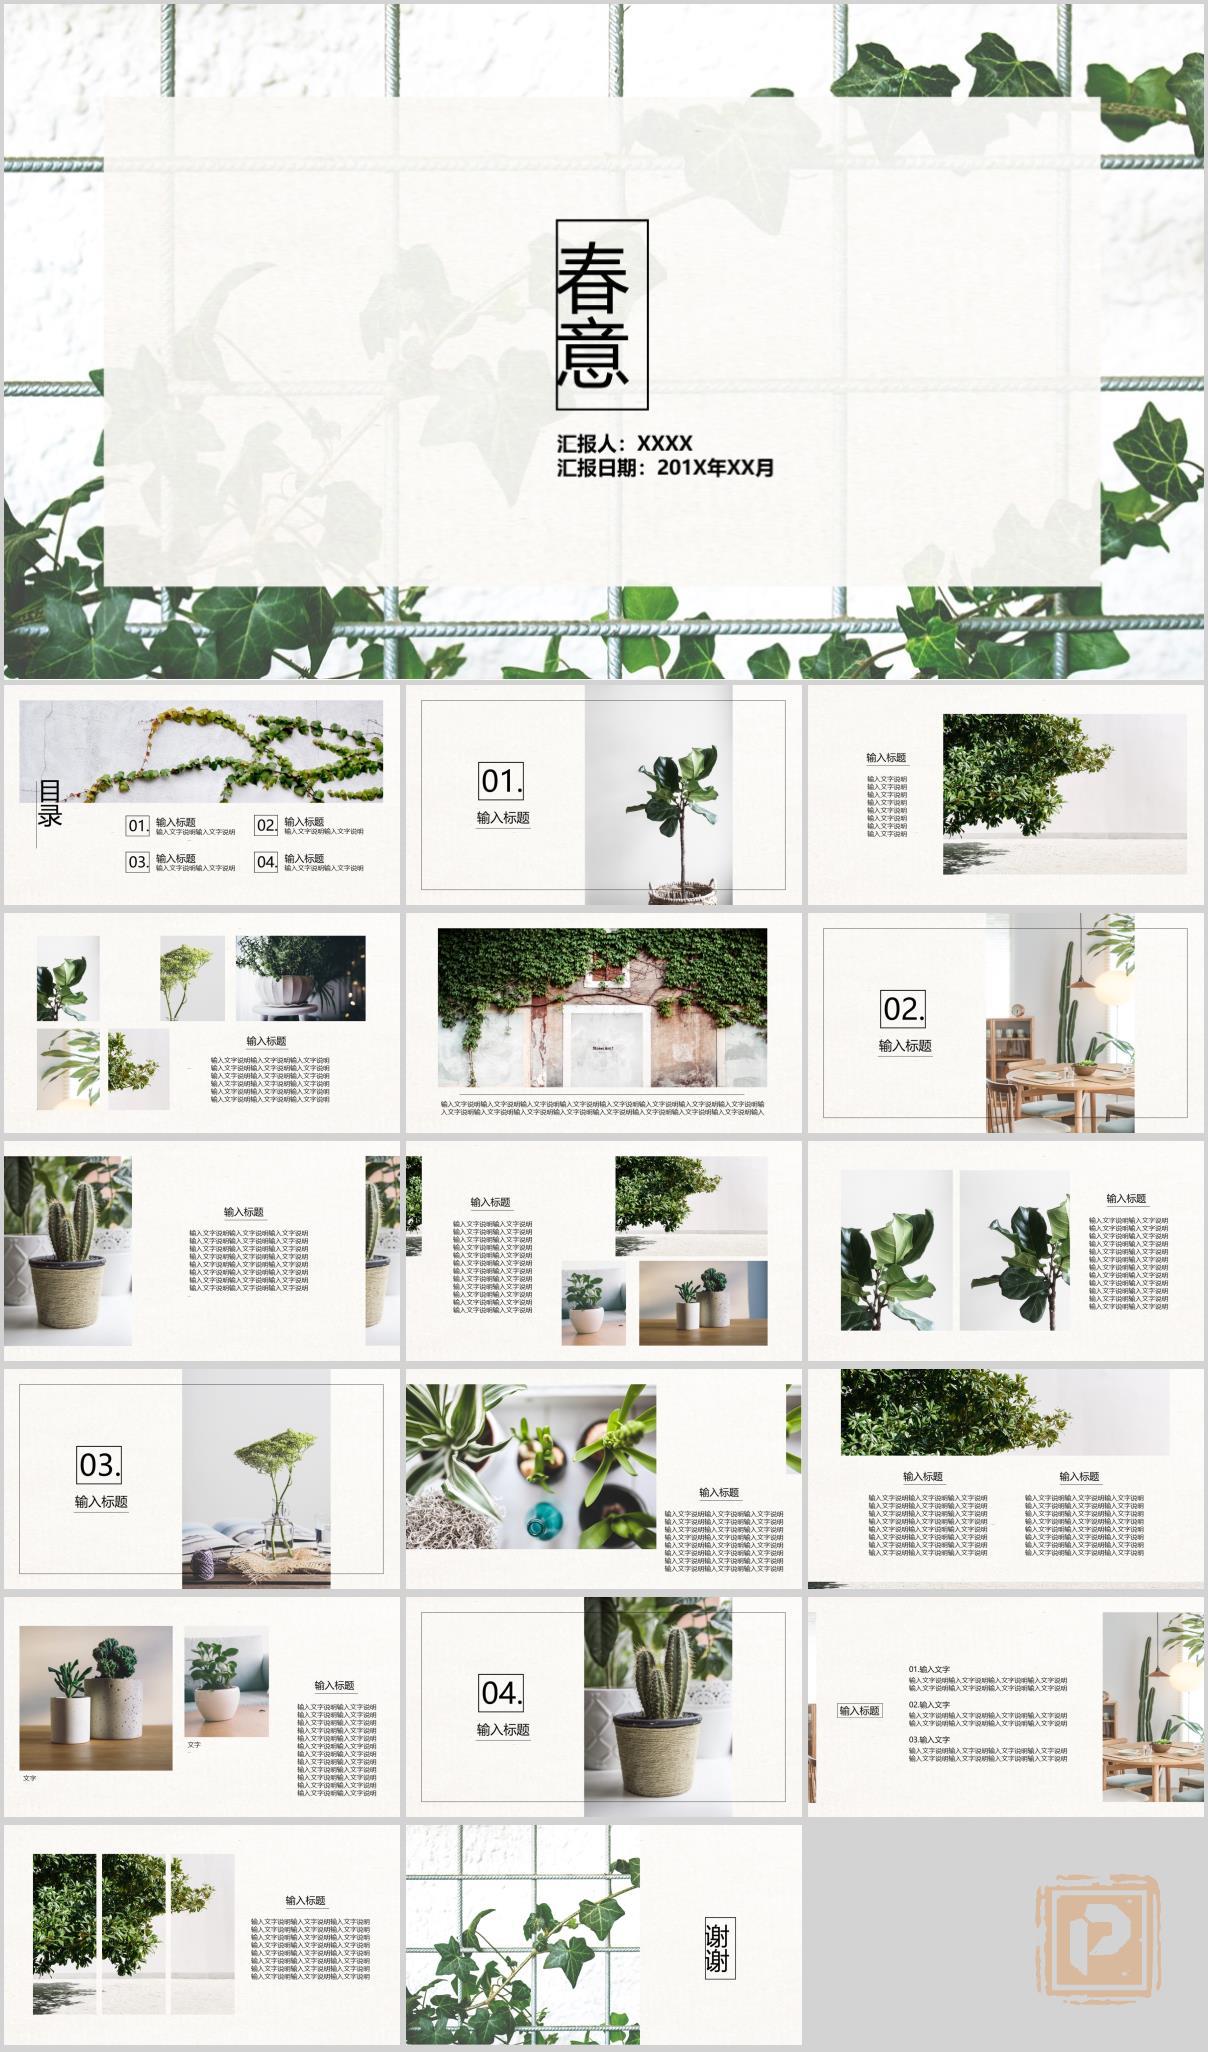 春
意
汇报人：XXXX
汇报日期：201X年XX月
目
录
01.
输入标题
输入文字说明输入文字说明
02.
输入标题
输入文字说明输入文字说明
03.
输入标题
输入文字说明输入文字说明
04.
输入标题
输入文字说明输入文字说明
01.
输入标题
输入标题
输入文字说明
输入文字说明
输入文字说明
输入文字说明
输入文字说明
输入文字说明
输入文字说明
输入文字说明
输入标题
输入文字说明输入文字说明输入文字说明
输入文字说明输入文字说明输入文字说明
输入文字说明输入文字说明输入文字说明
输入文字说明输入文字说明输入文字说明
输入文字说明输入文字说明输入文字说明
输入文字说明输入文字说明输入文字说明
输入文字说明输入文字说明输入文字说明输入文字说明输入文字说明输入文字说明输入文字说明输入文字说明输
入文字说明输入文字说明输入文字说明输入文字说明输入文字说明输入文字说明输入文字说明输入文字说明输入
02.
输入标题
输入标题
输入文字说明输入文字说明输入文字说明
输入文字说明输入文字说明输入文字说明
输入文字说明输入文字说明输入文字说明
输入文字说明输入文字说明输入文字说明
输入文字说明输入文字说明输入文字说明
输入文字说明输入文字说明输入文字说明
输入文字说明输入文字说明输入文字说明
输入文字说明输入文字说明输入文字说明
输入标题
输入文字说明输入文字说明
输入文字说明输入文字说明
输入文字说明输入文字说明
输入文字说明输入文字说明
输入文字说明输入文字说明
输入文字说明输入文字说明
输入文字说明输入文字说明
输入文字说明输入文字说明
输入文字说明输入文字说明
输入文字说明输入文字说明
输入文字说明输入文字说明
输入文字说明输入文字说明
输入标题
输入文字说明输入文字说明
输入文字说明输入文字说明
输入文字说明输入文字说明
输入文字说明输入文字说明
输入文字说明输入文字说明
输入文字说明输入文字说明
输入文字说明输入文字说明
输入文字说明输入文字说明
输入文字说明输入文字说明
输入文字说明输入文字说明
输入文字说明输入文字说明
输入文字说明输入文字说明
03.
输入标题
输入标题
输入文字说明输入文字说明输入文字说明
输入文字说明输入文字说明输入文字说明
输入文字说明输入文字说明输入文字说明
输入文字说明输入文字说明输入文字说明
输入文字说明输入文字说明输入文字说明
输入文字说明输入文字说明输入文字说明
输入文字说明输入文字说明输入文字说明
输入文字说明输入文字说明输入文字说明
输入标题
输入文字说明输入文字说明输入文字说明
输入文字说明输入文字说明输入文字说明
输入文字说明输入文字说明输入文字说明
输入文字说明输入文字说明输入文字说明
输入文字说明输入文字说明输入文字说明
输入文字说明输入文字说明输入文字说明
输入文字说明输入文字说明输入文字说明
输入文字说明输入文字说明输入文字说明
输入标题
输入文字说明输入文字说明输入文字说明
输入文字说明输入文字说明输入文字说明
输入文字说明输入文字说明输入文字说明
输入文字说明输入文字说明输入文字说明
输入文字说明输入文字说明输入文字说明
输入文字说明输入文字说明输入文字说明
输入文字说明输入文字说明输入文字说明
输入文字说明输入文字说明输入文字说明
文字
文字
输入标题
输入文字说明输入文字说明
输入文字说明输入文字说明
输入文字说明输入文字说明
输入文字说明输入文字说明
输入文字说明输入文字说明
输入文字说明输入文字说明
输入文字说明输入文字说明
输入文字说明输入文字说明
输入文字说明输入文字说明
输入文字说明输入文字说明
输入文字说明输入文字说明
输入文字说明输入文字说明
04.
输入标题
输入标题
01.输入文字
输入文字说明输入文字说明输入文字说明输入文字说明
输入文字说明输入文字说明输入文字说明输入文字说明
02.输入文字
输入文字说明输入文字说明输入文字说明输入文字说明
输入文字说明输入文字说明输入文字说明输入文字说明
03.输入文字
输入文字说明输入文字说明输入文字说明输入文字说明
输入文字说明输入文字说明输入文字说明输入文字说明
输入标题
输入文字说明输入文字说明输入文字说明
输入文字说明输入文字说明输入文字说明
输入文字说明输入文字说明输入文字说明
输入文字说明输入文字说明输入文字说明
输入文字说明输入文字说明输入文字说明
输入文字说明输入文字说明输入文字说明
输入文字说明输入文字说明输入文字说明
输入文字说明输入文字说明输入文字说明
谢
谢
P